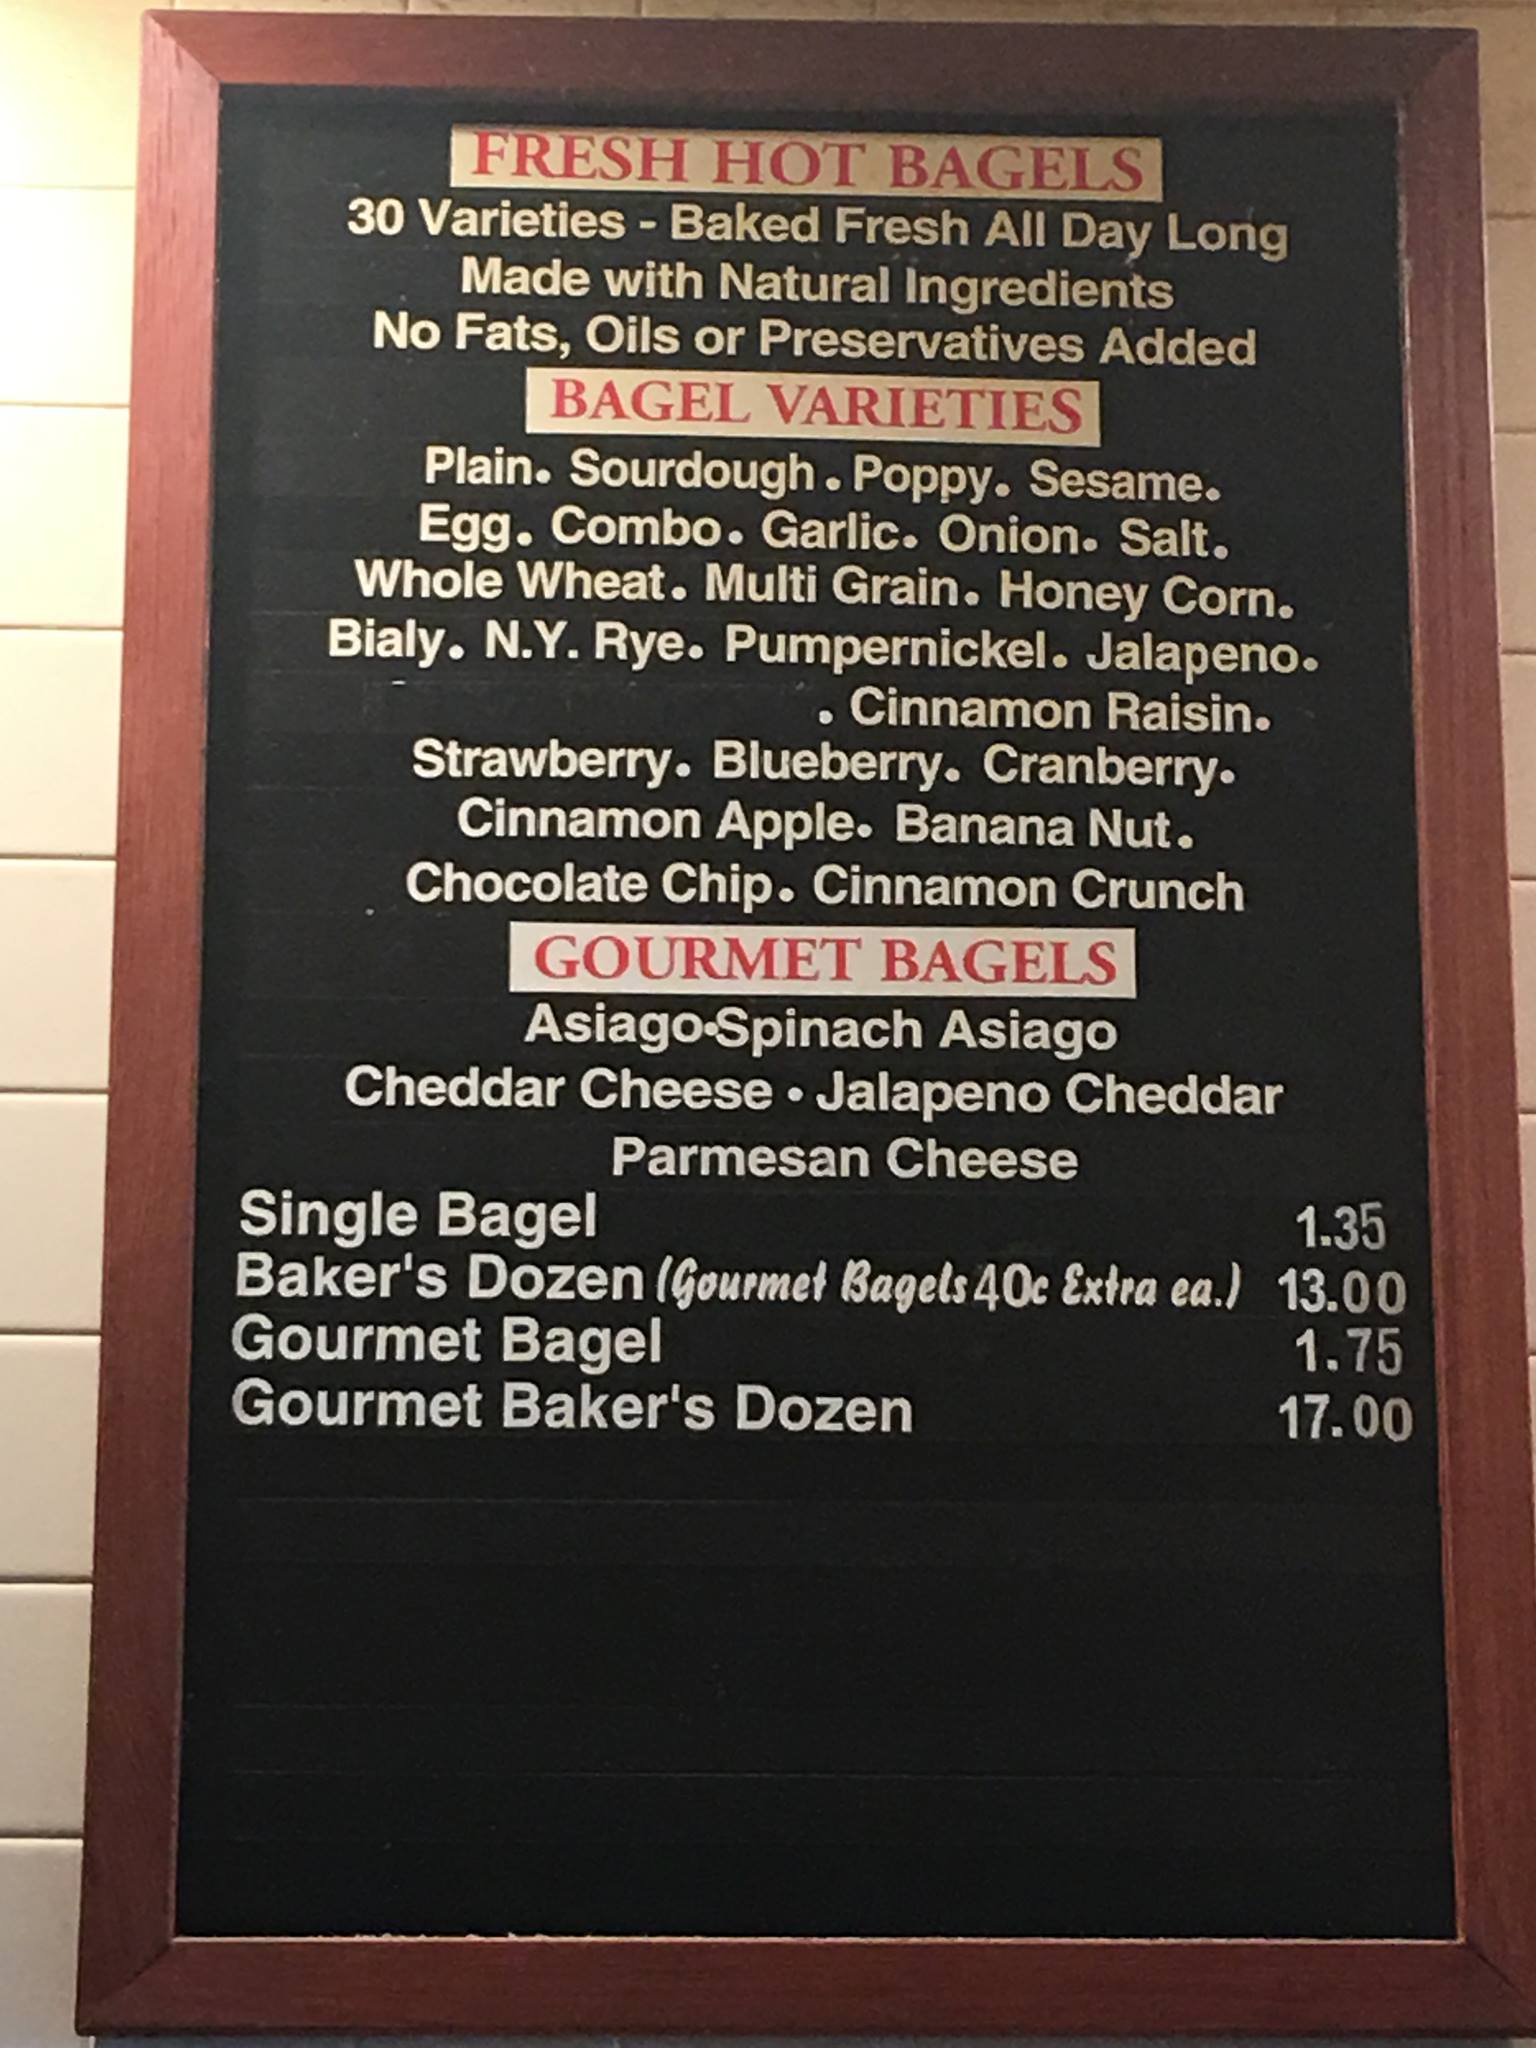 FRESH HOT BAGELS
30 Varieties - Baked Fresh All Day Long
Made with Natural Ingredients
No Fats, Oils or Preservatives Added
BAGEL VARIETIES
Plain. Sourdough. Poppy. Sesame.
Egg. Combo. Garlic. Onion. Salt.
Whole Wheat. Multi Grain. Honey Corn.
Bialy. N.Y. Rye. Pumpernickel. Jalapeno.
. Cinnamon Raisin.
Strawberry. Blueberry. Cranberry.
Cinnamon Apple. Banana Nut.
Chocolate Chip. Cinnamon Crunch
GOURMET BAGELS
Asiago•Spinach Asiago
Cheddar Cheese • Jalapeno Cheddar
Parmesan Cheese
Single Bagel 1.35
Baker's Dozen (Gourmet Bagels 40c Extra ea.) 13.00
Gourmet Bagel 1.75
Gourmet Baker's Dozen 17.00